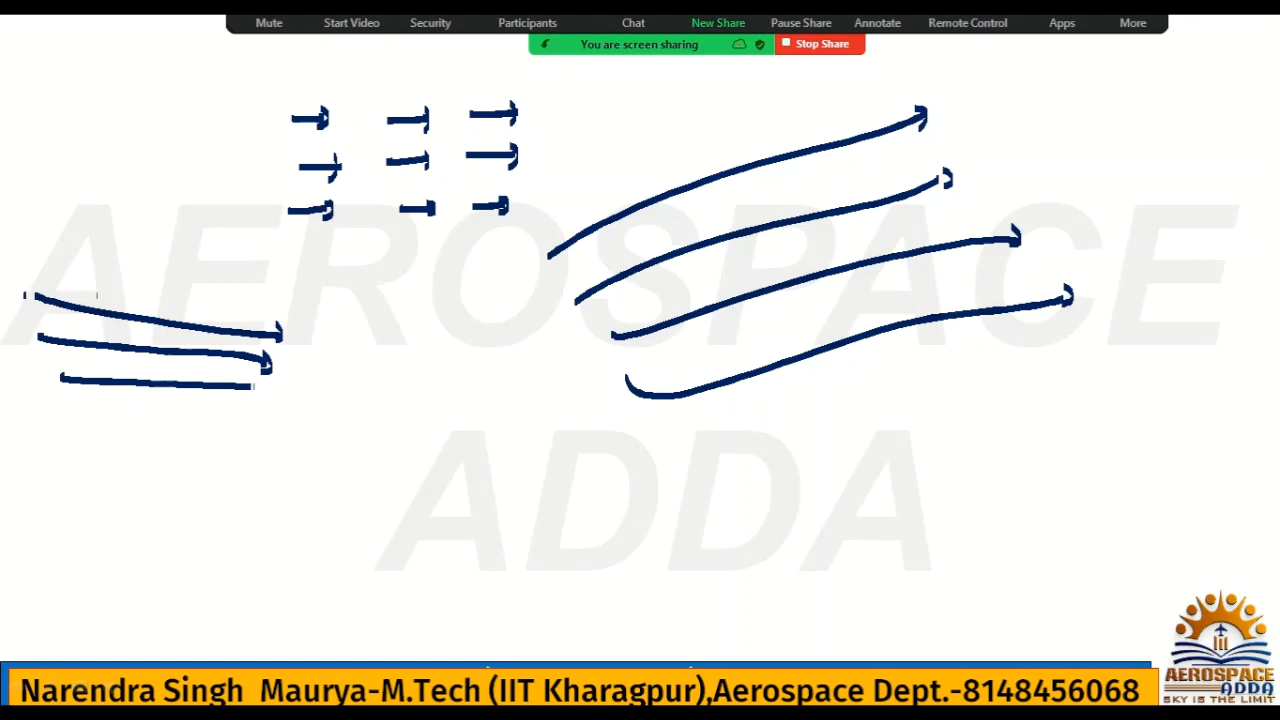 Mute Start Video Security Participants Chat New Share Pause Share Annotate Remote Control Apps More
You are screen sharing Stop Share
AEROSPACE
ADDA
Narendra Singh Maurya-M.Tech (IIT Kharagpur),Aerospace Dept.-8148456068
AEROSPACE
ADDA
SKY IS THE LIMIT